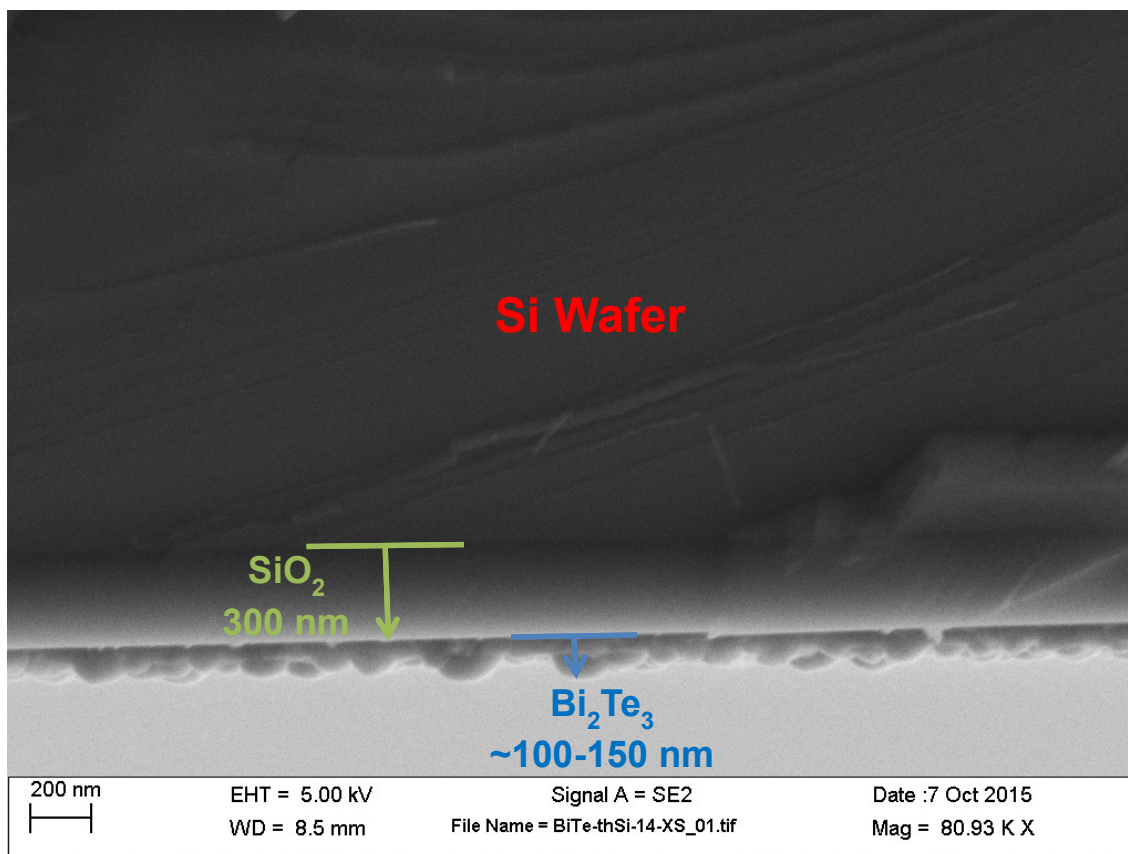 Si Wafer
SiO₂
300 nm
Bi₂Te₃
~100-150 nm
200 nm
EHT = 5.00 kV
Signal A = SE2
Date :7 Oct 2015
WD = 8.5 mm
File Name = BiTe-thSi-14-XS_01.tif
Mag = 80.93 K X